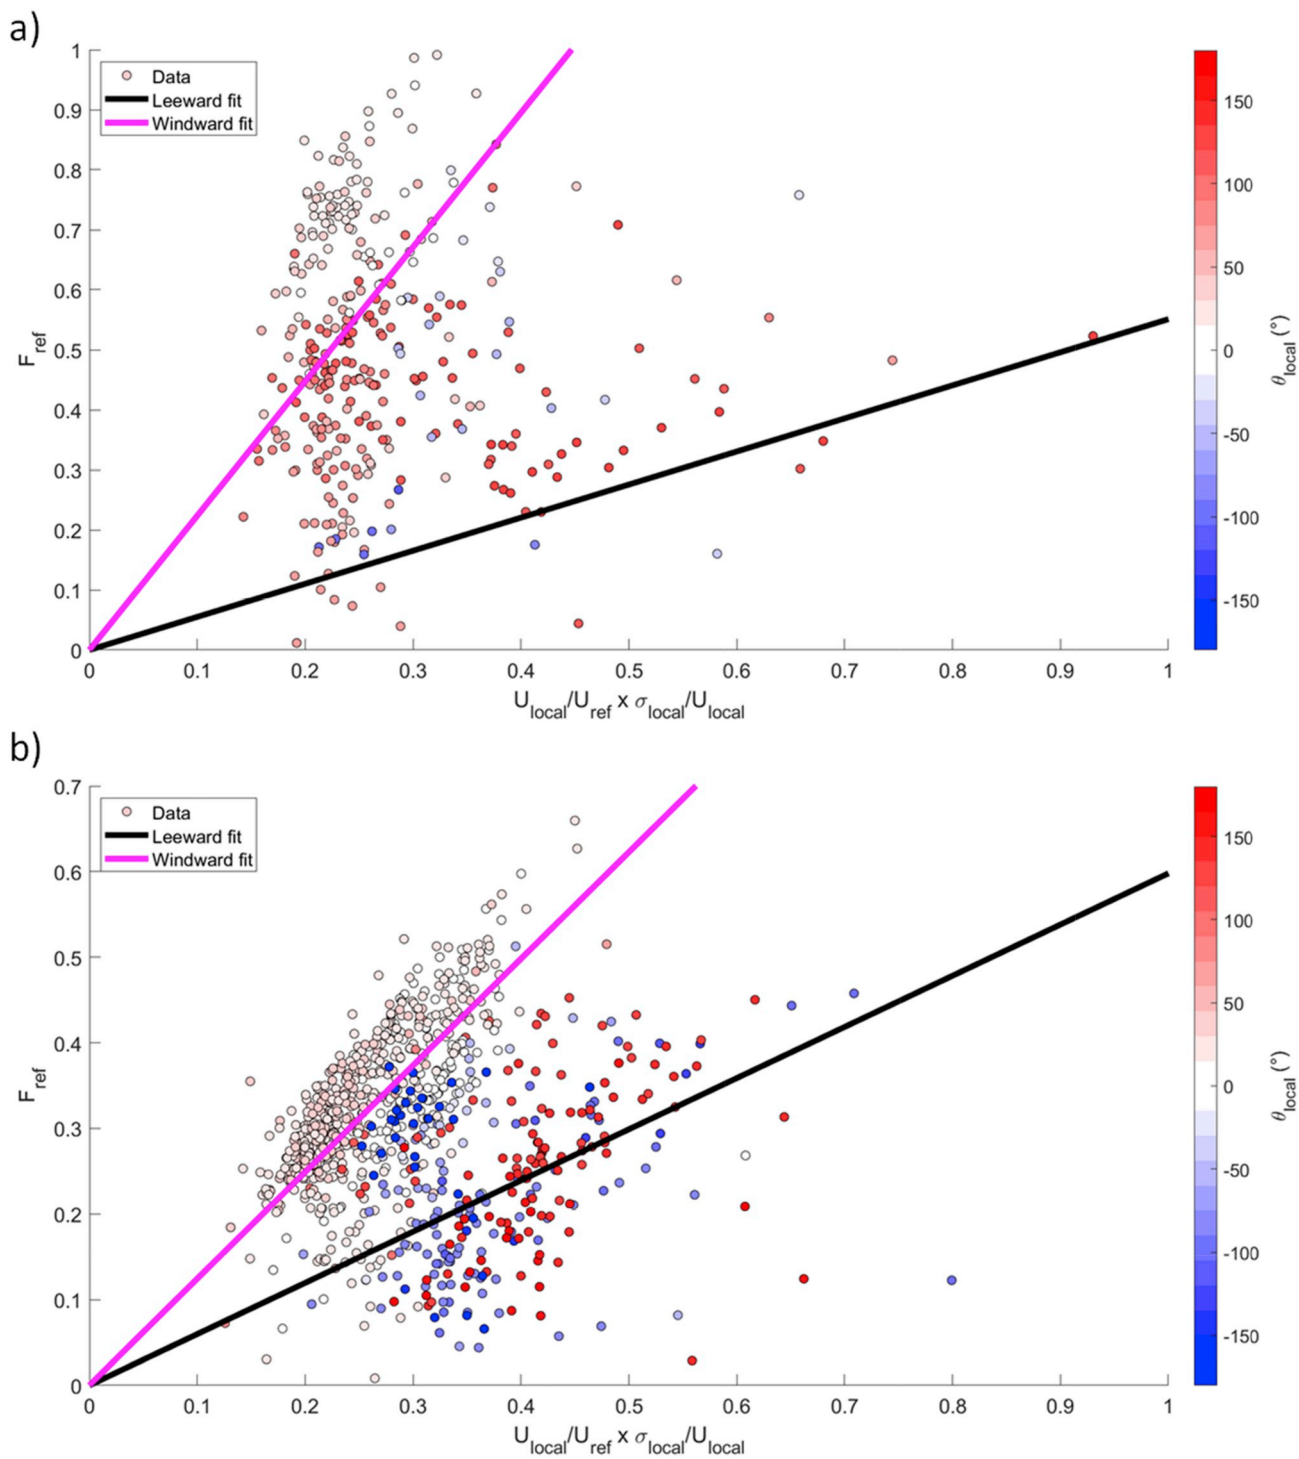 a)
1
0.9
0.8
0.7
0.6
0.5
0.4
0.3
0.2
0.1
0
F_ref
Data
Leeward fit
Windward fit
0 0.1 0.2 0.3 0.4 0.5 0.6 0.7 0.8 0.9 1
U_local/U_ref x σ_local/U_local
150
100
50
0
-50
-100
-150
θ_local (°)
b)
0.7
0.6
0.5
0.4
0.3
0.2
0.1
0
F_ref
Data
Leeward fit
Windward fit
0 0.1 0.2 0.3 0.4 0.5 0.6 0.7 0.8 0.9 1
U_local/U_ref x σ_local/U_local
150
100
50
0
-50
-100
-150
θ_local (°)